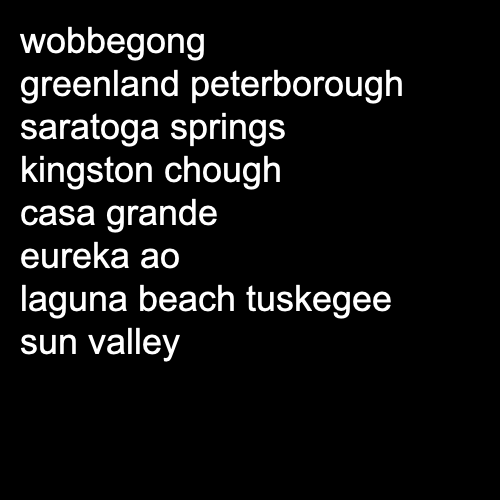 wobbegong
greenland peterborough
saratoga springs
kingston chough
casa grande
eureka ao
laguna beach tuskegee
sun valley